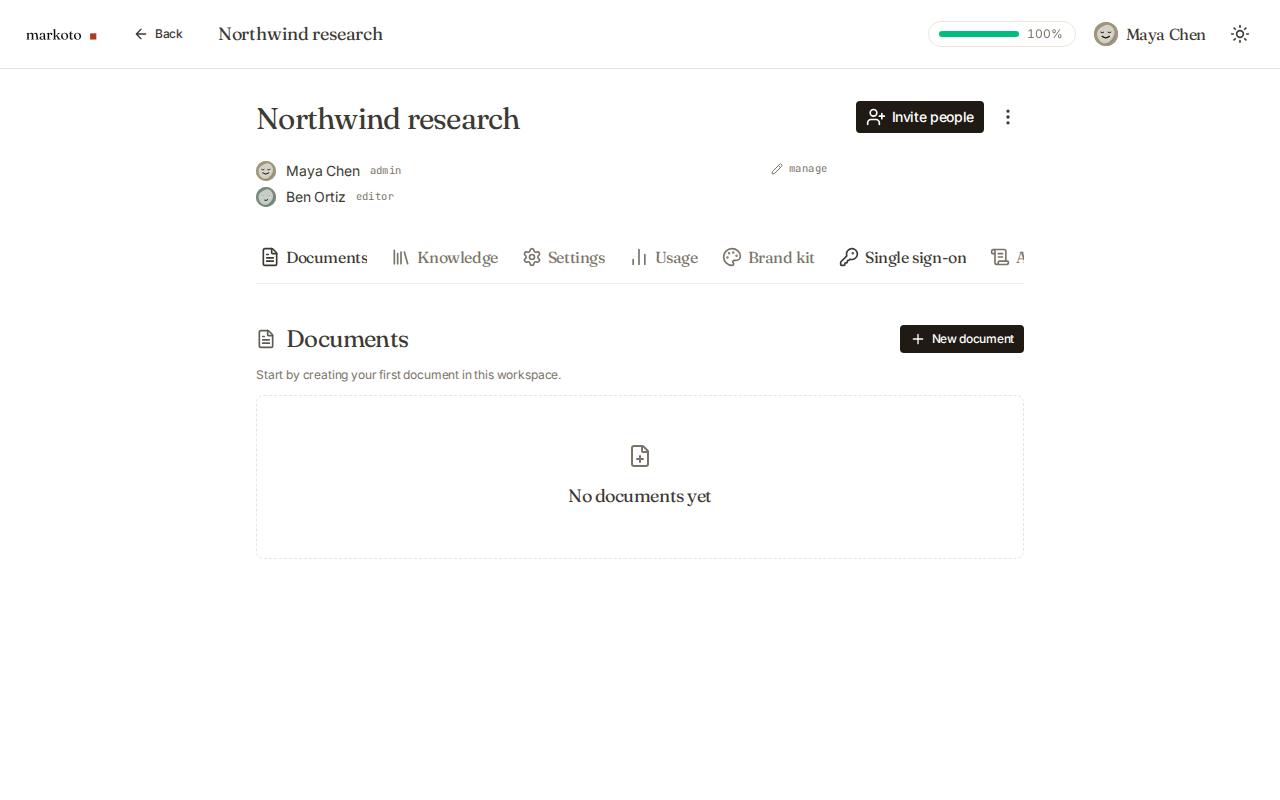 markoto
Back
Northwind research
100%
Maya Chen
Northwind research
Invite people
Maya Chen admin
manage
Ben Ortiz editor
Documents
Knowledge
Settings
Usage
Brand kit
Single sign-on
Documents
New document
Start by creating your first document in this workspace.
No documents yet